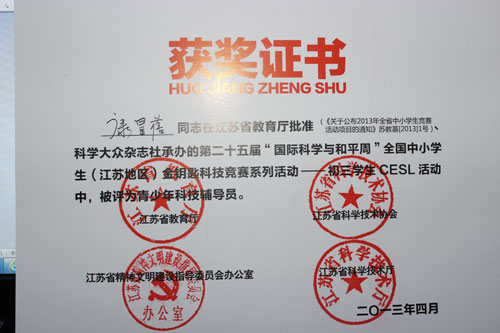 获奖证书
HUO JIANG ZHENG SHU
同志在江苏省教育厅批准（《关于公布2013年全省中小学生竞赛活动项目的通知》苏教基[2013]1号）、
科学大众杂志社承办的第二十五届“国际科学与和平周”全国中小学
生（江苏地区）金钥匙科技竞赛系列活动——初三学生CESL活动
中，被评为青少年科技辅导员。
江苏省教育厅 江苏省科学技术协会
江苏省精神文明建设指导委员会办公室 江苏省科学技术厅
办公室
二〇一三年四月